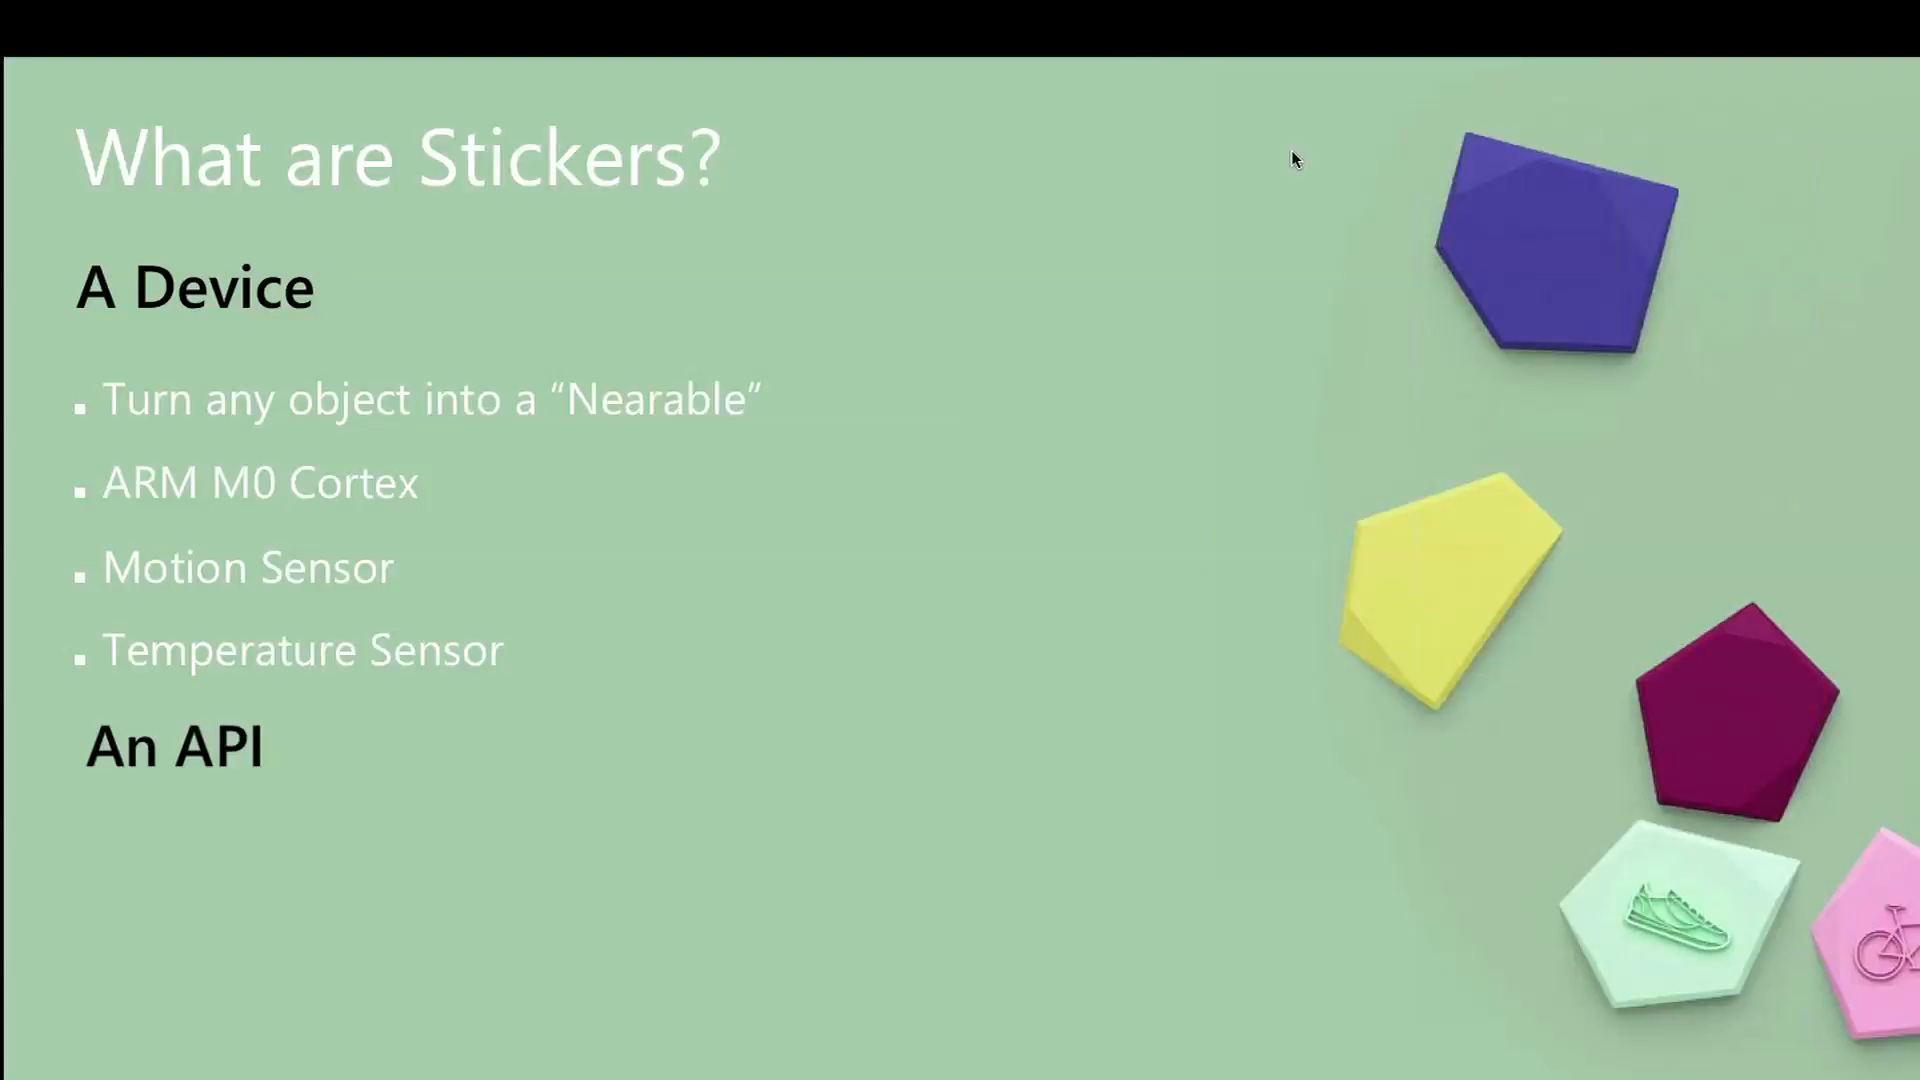 What are Stickers?
A Device
▪ Turn any object into a “Nearable”
▪ ARM M0 Cortex
▪ Motion Sensor
▪ Temperature Sensor
An API